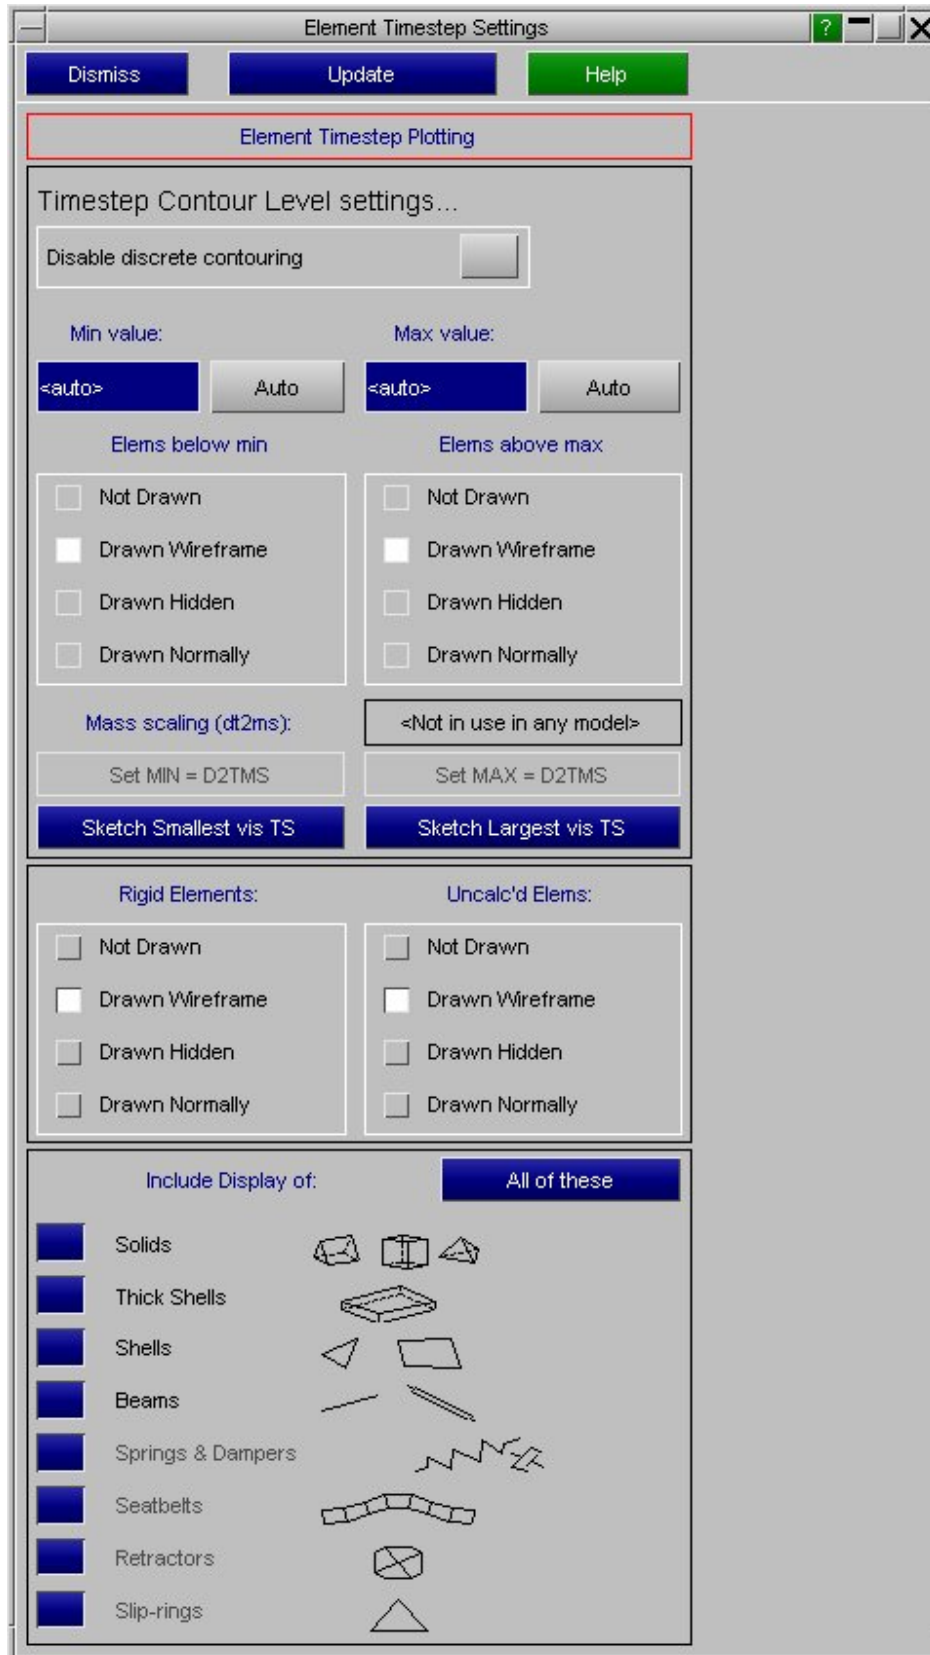 Element Timestep Settings ?
Dismiss Update Help
Element Timestep Plotting
Timestep Contour Level settings...
Disable discrete contouring
Min value: Max value:
<auto> Auto <auto> Auto
Elems below min Elems above max
Not Drawn Not Drawn
Drawn Wireframe Drawn Wireframe
Drawn Hidden Drawn Hidden
Drawn Normally Drawn Normally
Mass scaling (dt2ms): <Not in use in any model>
Set MIN = D2TMS Set MAX = D2TMS
Sketch Smallest vis TS Sketch Largest vis TS
Rigid Elements: Uncalc'd Elems:
Not Drawn Not Drawn
Drawn Wireframe Drawn Wireframe
Drawn Hidden Drawn Hidden
Drawn Normally Drawn Normally
Include Display of: All of these
Solids
Thick Shells
Shells
Beams
Springs & Dampers
Seatbelts
Retractors
Slip-rings